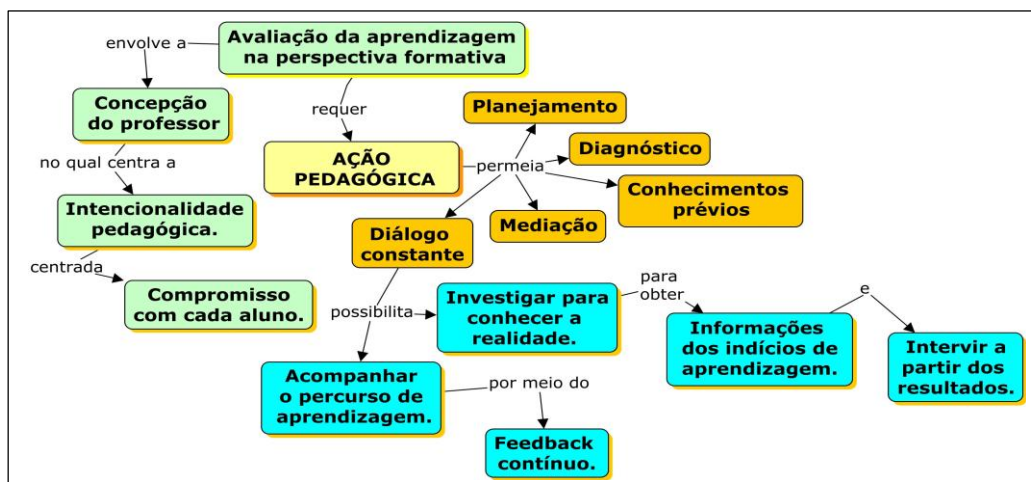 envolve a
Avaliação da aprendizagem
na perspectiva formativa
Concepção
do professor
requer
Planejamento
Diagnóstico
no qual centra a
AÇÃO
PEDAGÓGICA
permeia
Conhecimentos
prévios
Intencionalidade
pedagógica.
Diálogo
constante
Mediação
centrada
Compromisso
com cada aluno.
possibilita
Investigar para
conhecer a
realidade.
para
obter
Informações
dos indícios de
aprendizagem.
e
Intervir a
partir dos
resultados.
Acompanhar
o percurso de
aprendizagem.
por meio do
Feedback
contínuo.